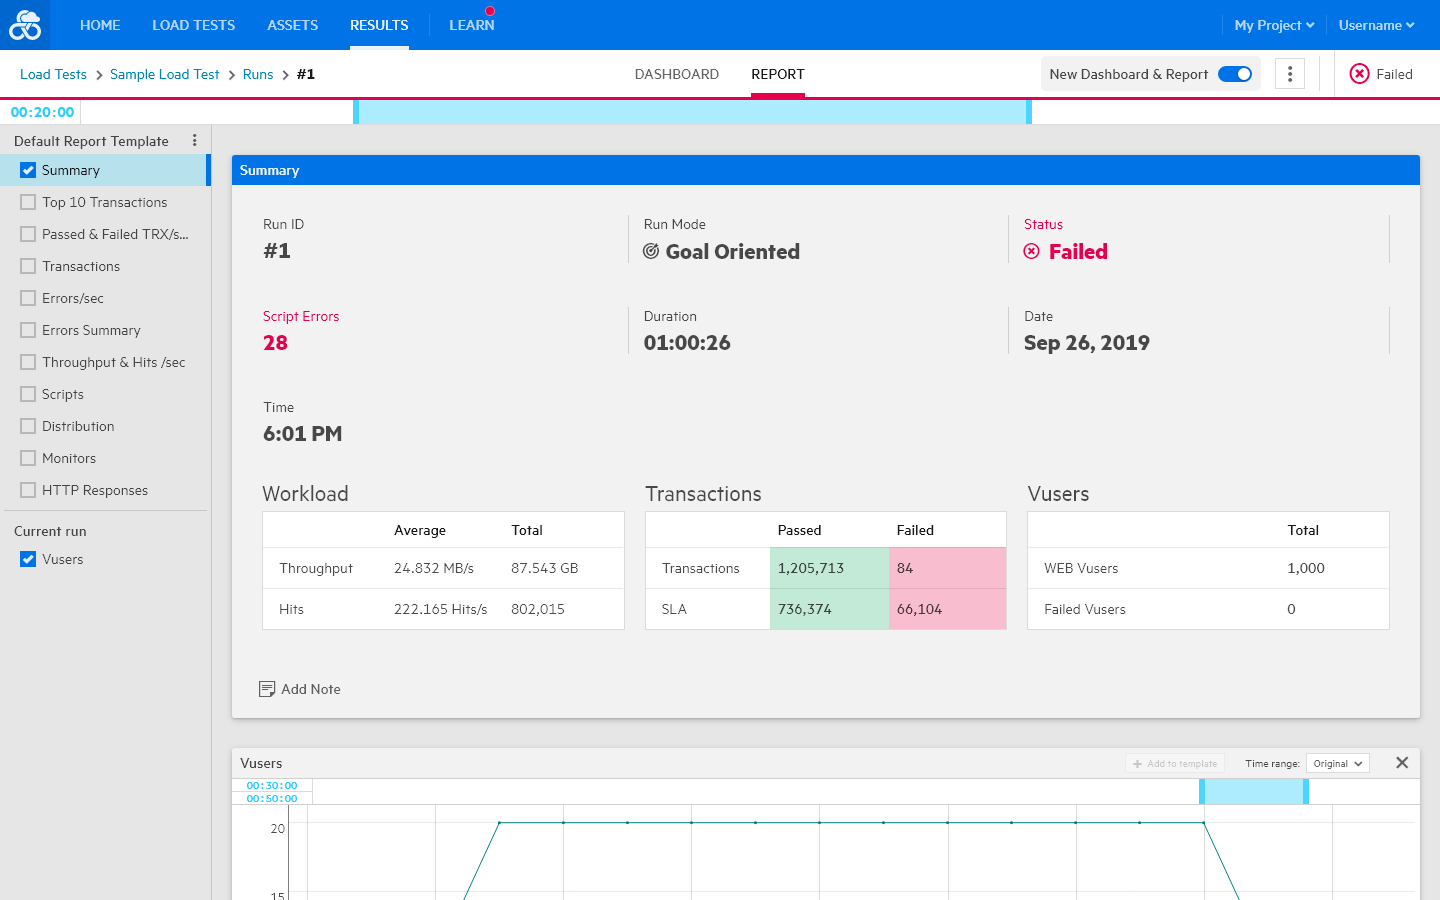 HOME LOAD TESTS ASSETS RESULTS LEARN My Project Username
Load Tests > Sample Load Test > Runs > #1 DASHBOARD REPORT New Dashboard & Report Failed
00:20:00
Default Report Template
Summary
Top 10 Transactions
Passed & Failed TRX/s...
Transactions
Errors/sec
Errors Summary
Throughput & Hits /sec
Scripts
Distribution
Monitors
HTTP Responses
Current run
Vusers
Summary
Run ID Run Mode Status
#1 Goal Oriented Failed
Script Errors Duration Date
28 01:00:26 Sep 26, 2019
Time
6:01 PM
Workload
Average Total
Throughput 24.832 MB/s 87.543 GB
Hits 222.165 Hits/s 802,015
Transactions
Passed Failed
Transactions 1,205,713 84
SLA 736,374 66,104
Vusers
Total
WEB Vusers 1,000
Failed Vusers 0
Add Note
Vusers + Add to template Time range: Original
00:30:00
00:50:00
20
15